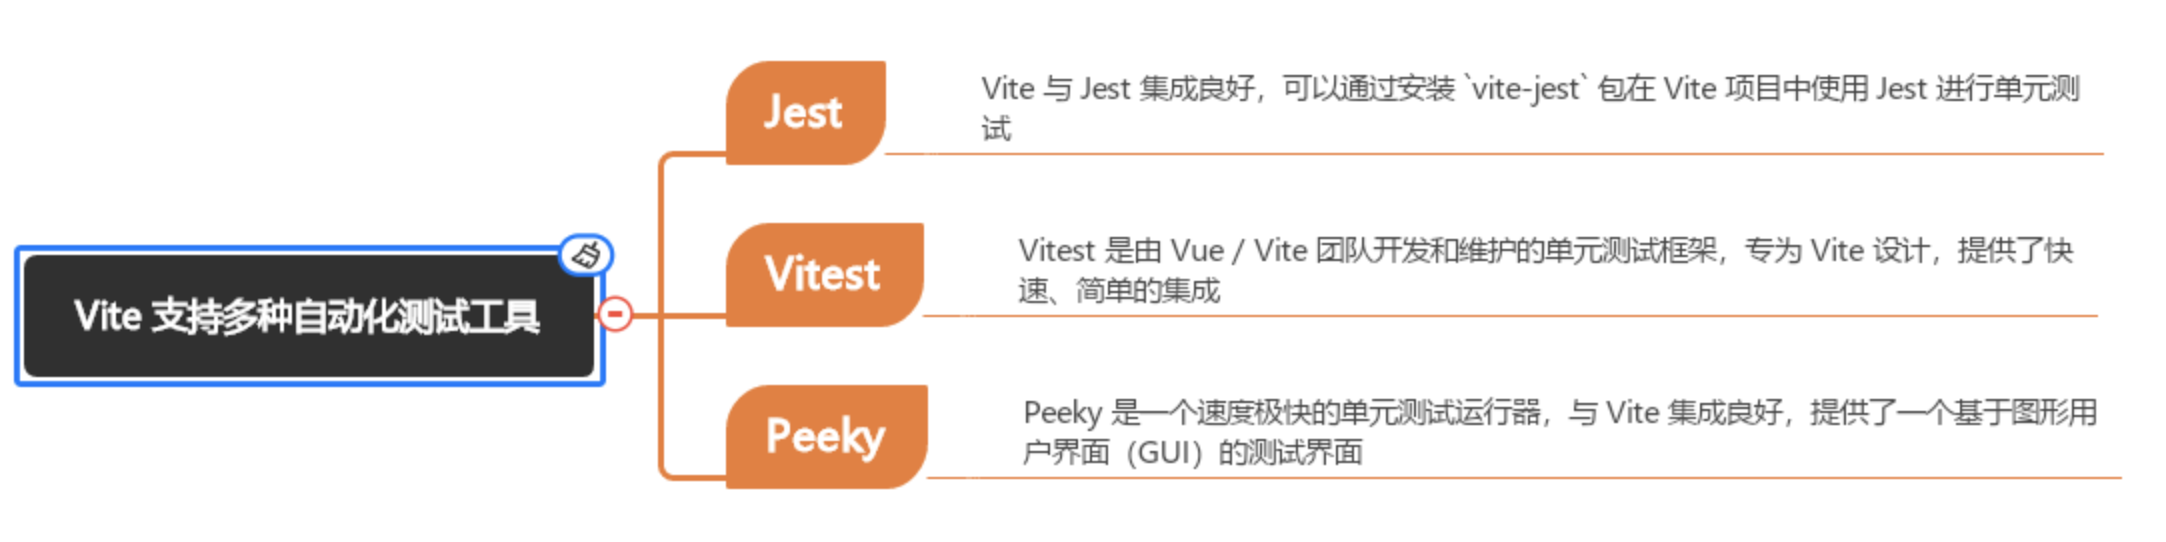 Vite 支持多种自动化测试工具
Jest
Vite 与 Jest 集成良好，可以通过安装 `vite-jest` 包在 Vite 项目中使用 Jest 进行单元测
试
Vitest
Vitest 是由 Vue / Vite 团队开发和维护的单元测试框架，专为 Vite 设计，提供了快
速、简单的集成
Peeky
Peeky 是一个速度极快的单元测试运行器，与 Vite 集成良好，提供了一个基于图形用
户界面（GUI）的测试界面